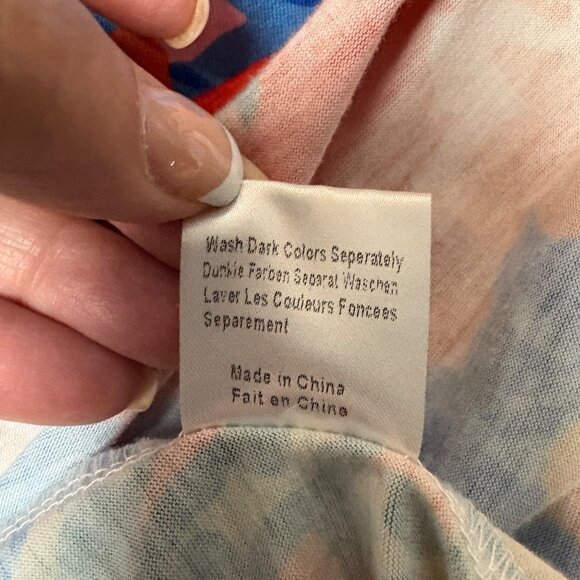 Wash Dark Colors Seperately
Dunkle Farben Separat Waschen
Laver Les Couleurs Foncees
Separement
Made in China
Fait en Chine